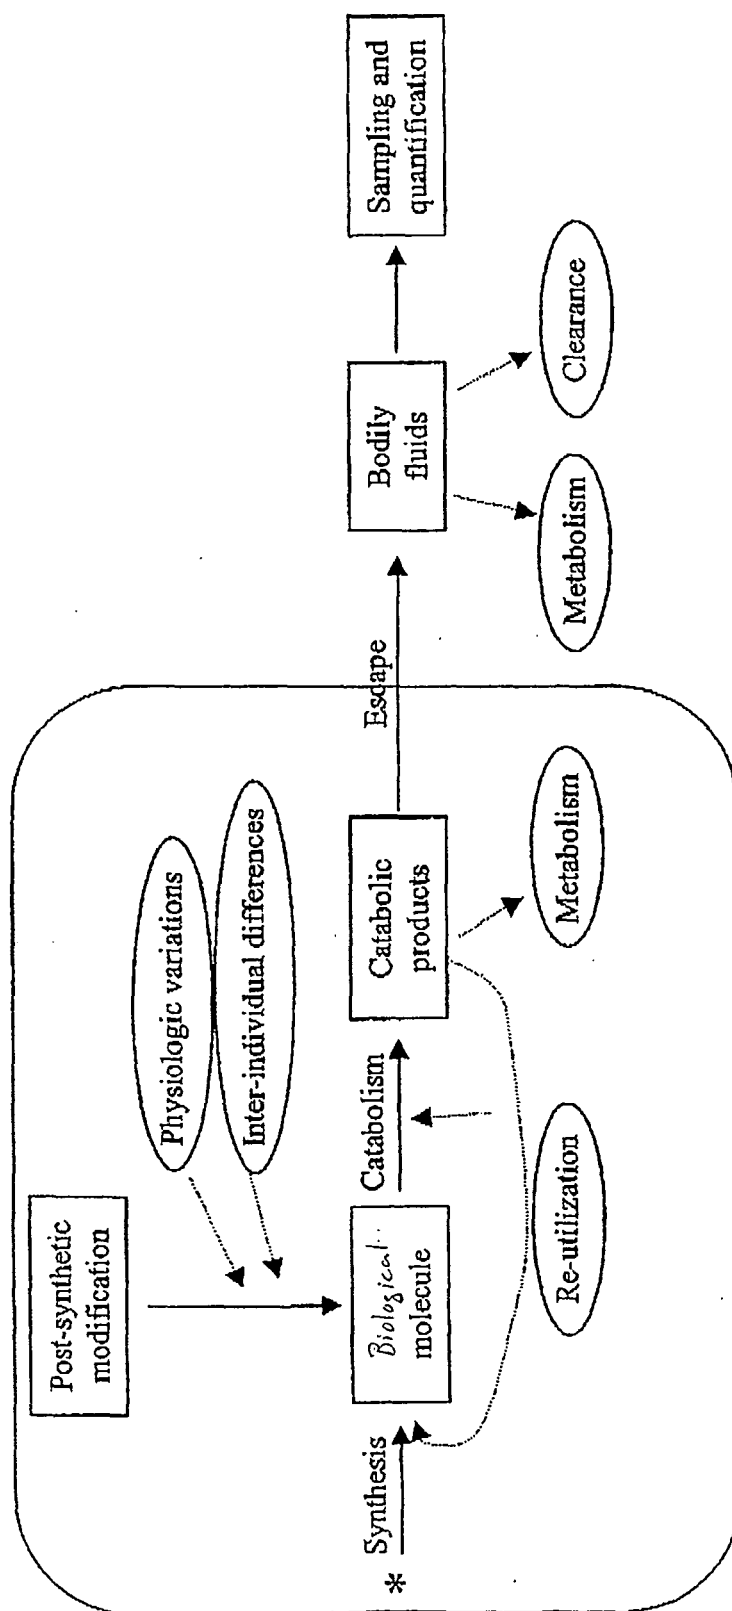 Post-synthetic
modification
Physiologic variations
Inter-individual differences
*
Synthesis
Biological
molecule
Catabolism
Catabolic
products
Escape
Bodily
fluids
Sampling and
quantification
Re-utilization
Metabolism
Metabolism
Clearance